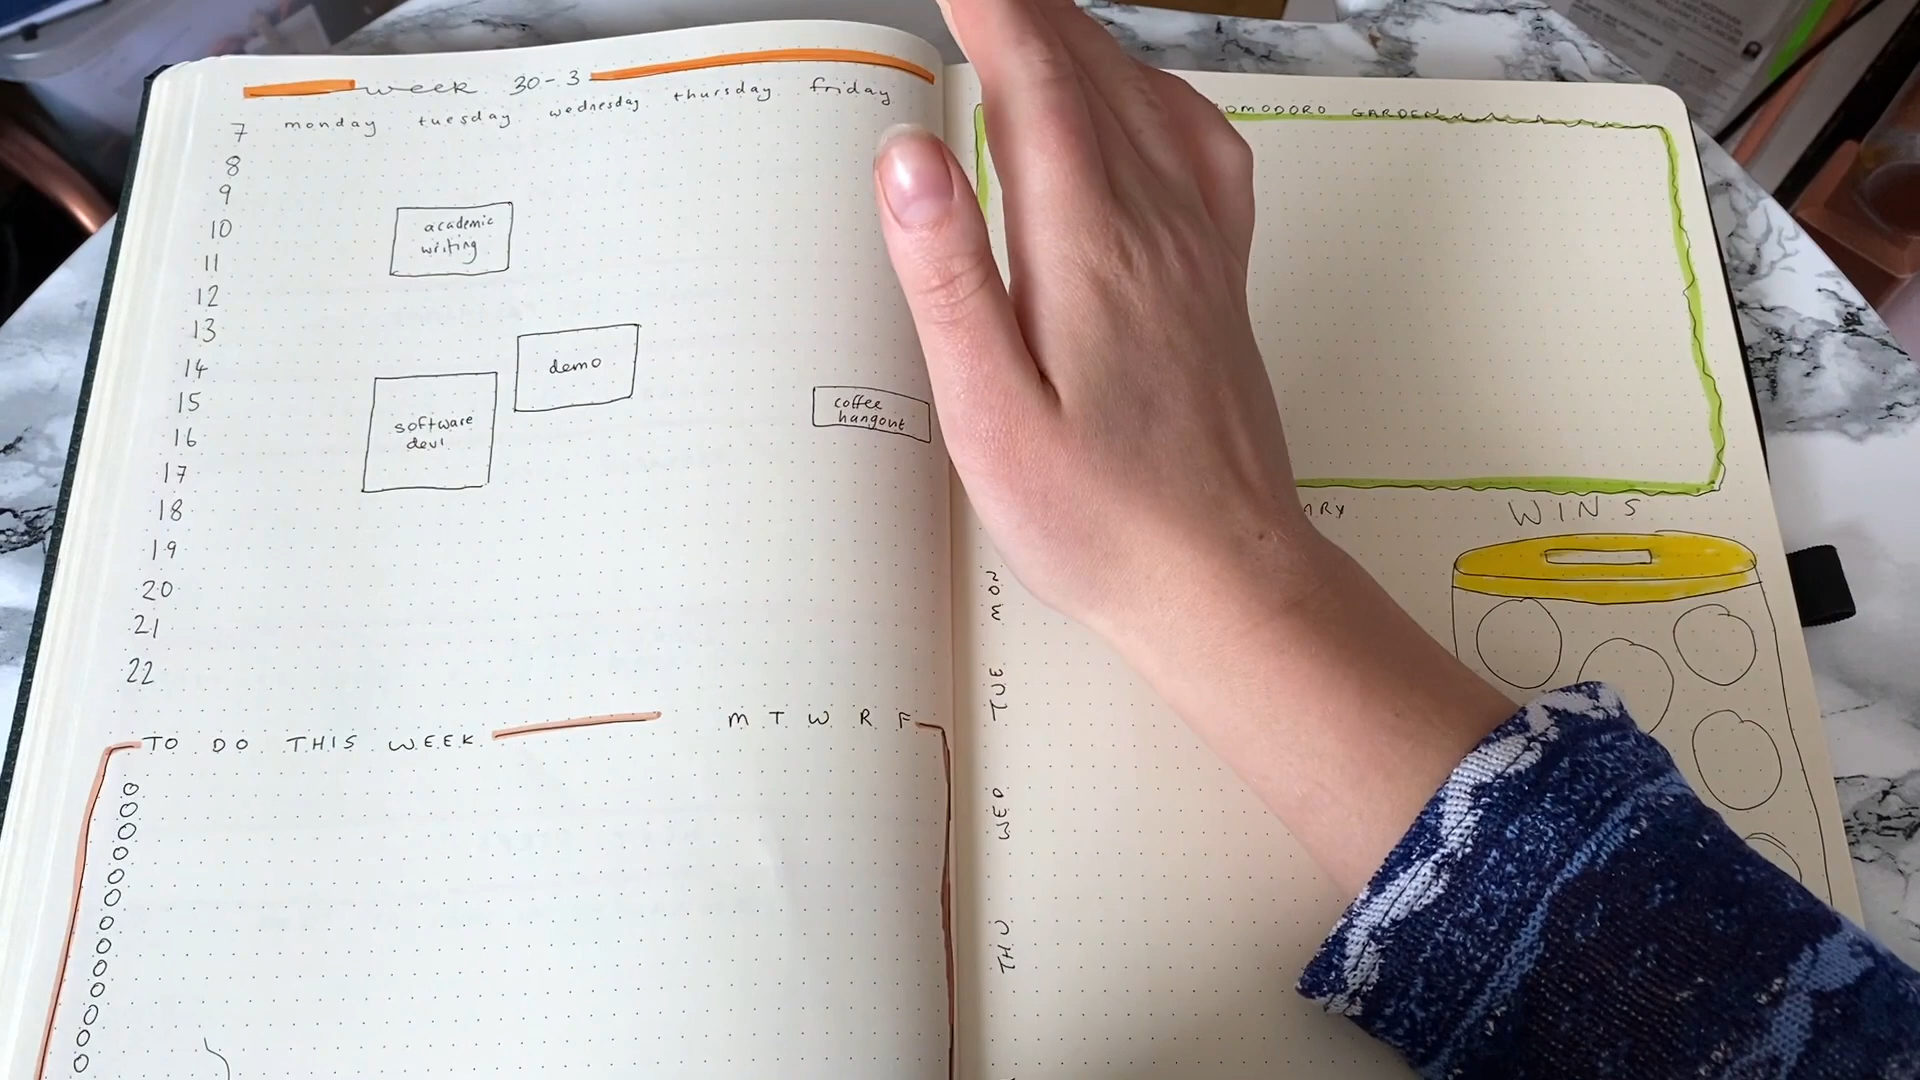 week 30-3
monday tuesday wednesday thursday friday
7
8
9
10
11
12
13
14
15
16
17
18
19
20
21
22
academic
writing
demo
software
devl
coffee
hangout
TO DO THIS WEEK
M T W R F
GARDEN
WINS
MON
TUE
WED
THU